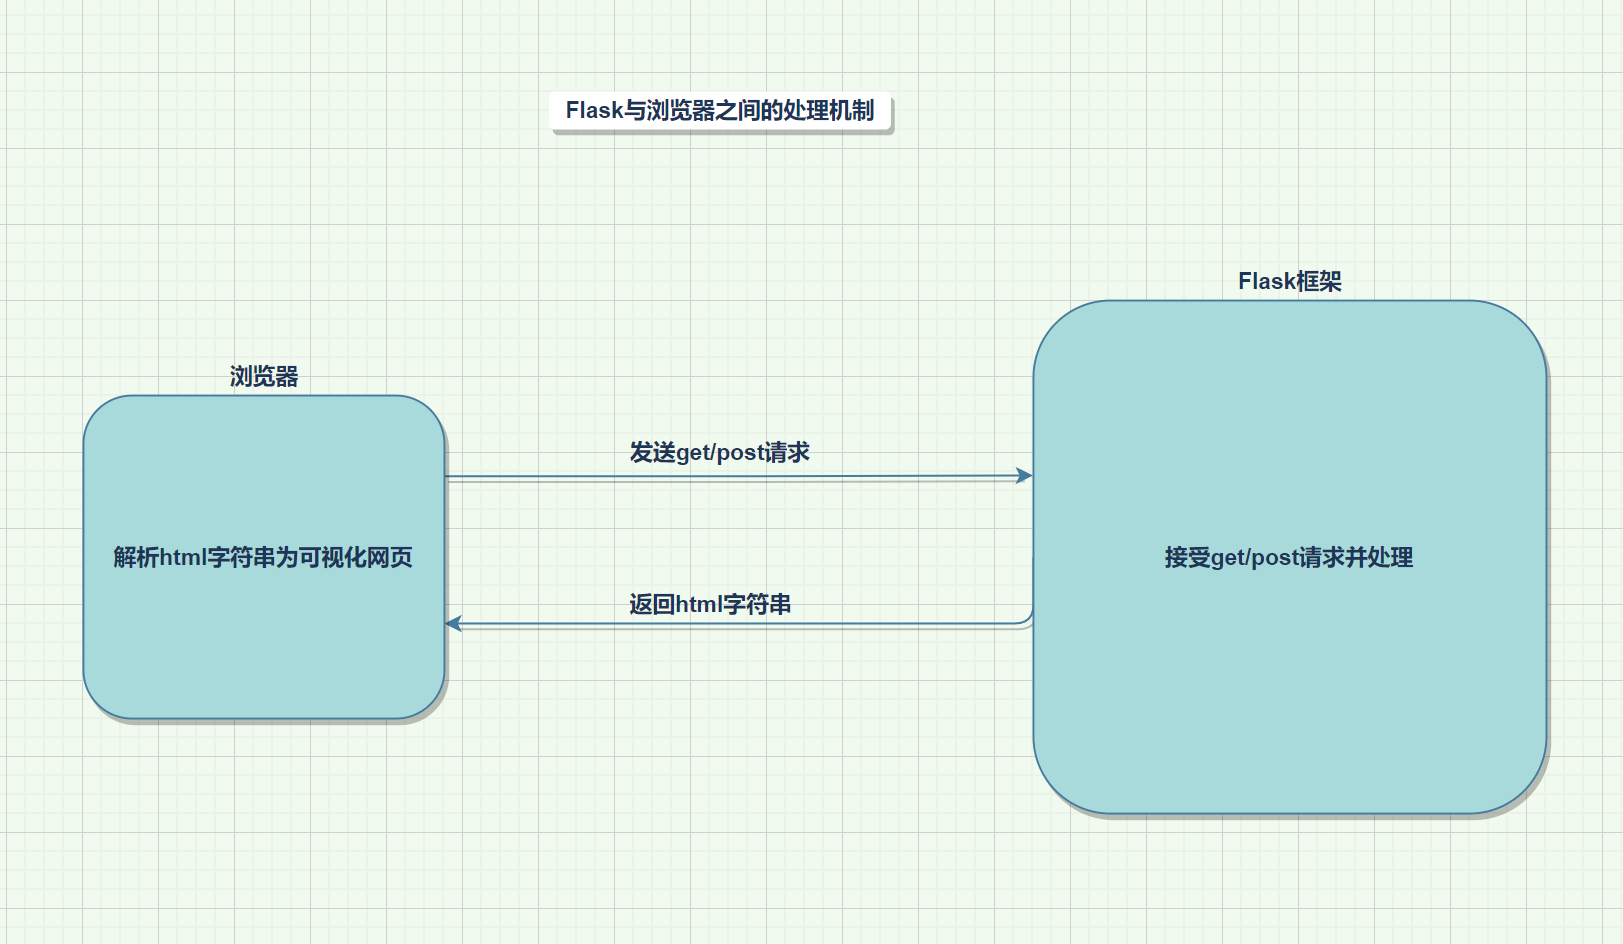 Flask与浏览器之间的处理机制
Flask框架
浏览器
发送get/post请求
解析html字符串为可视化网页
接受get/post请求并处理
返回html字符串